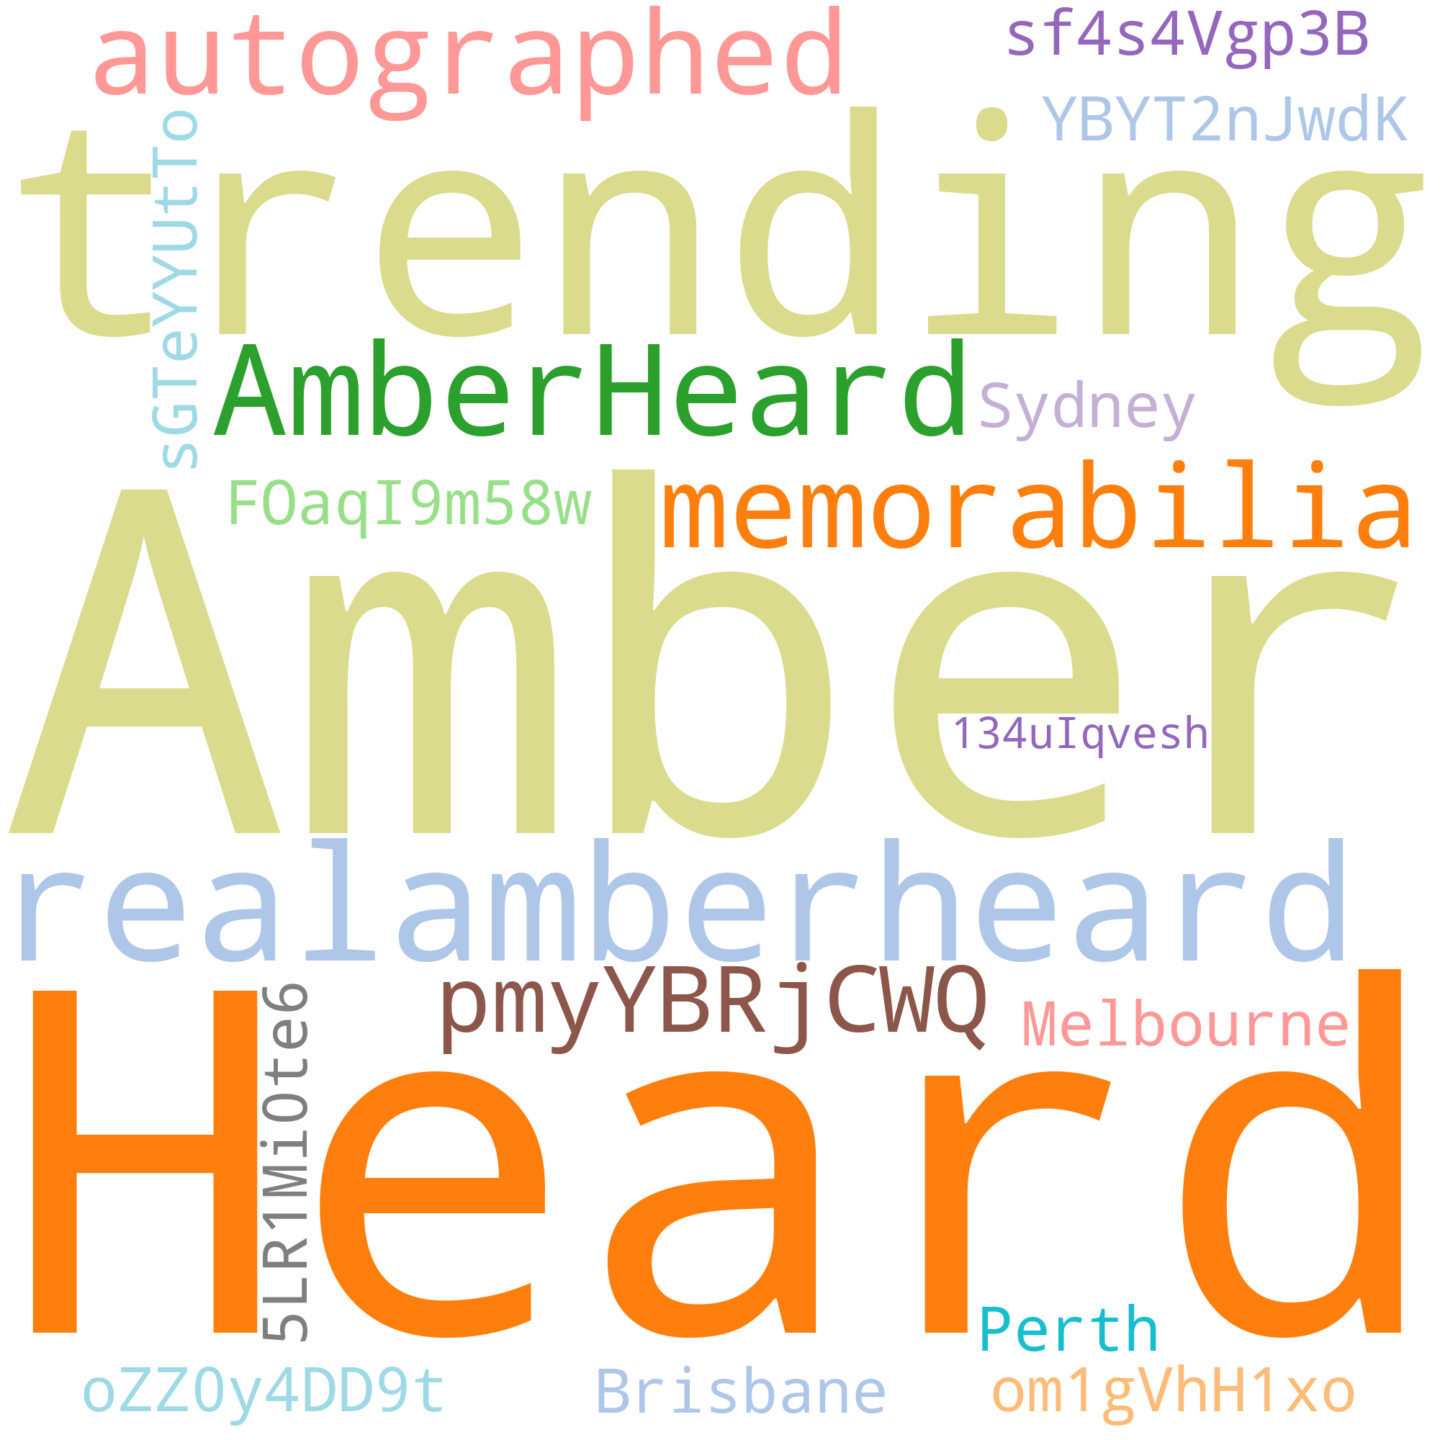 autographed
sf4s4Vgp3B
YBYT2nJwdK
trending
sGTeYYUtTo
AmberHeard
Sydney
FOaqI9m58w
memorabilia
Amber
134uIqvesh
realamberheard
pmyYBRjCWQ
Melbourne
Heard
5LR1MiOte6
Perth
oZZ0y4DD9t
Brisbane
om1gVhH1xo